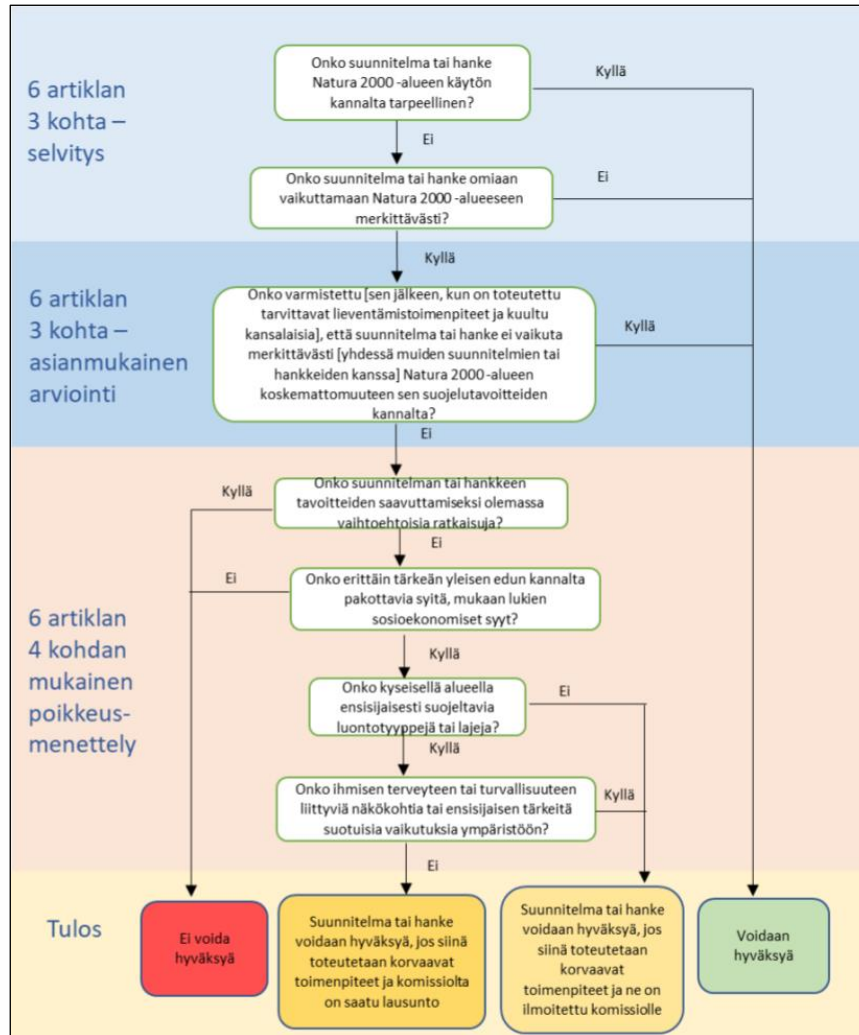 Onko suunnitelma tai hanke
Natura 2000 -alueen käytön
kannalta tarpeellinen?
Kyllä
6 artiklan
3 kohta –
selvitys
Ei
Onko suunnitelma tai hanke omiaan
vaikuttamaan Natura 2000 -alueeseen
merkittävästi?
Ei
Kyllä
6 artiklan
3 kohta –
asianmukainen
arviointi
Onko varmistettu [sen jälkeen, kun on toteutettu
tarvittavat lieventämistoimenpiteet ja kuultu
kansalaisia], että suunnitelma tai hanke ei vaikuta
merkittävästi [yhdessä muiden suunnitelmien tai
hankkeiden kanssa] Natura 2000 -alueen
koskemattomuuteen sen suojelutavoitteiden
kannalta?
Kyllä
Ei
Kyllä
Onko suunnitelman tai hankkeen
tavoitteiden saavuttamiseksi olemassa
vaihtoehtoisia ratkaisuja?
Ei
Ei
Onko erittäin tärkeän yleisen edun kannalta
pakottavia syitä, mukaan lukien
sosioekonomiset syyt?
6 artiklan
4 kohdan
mukainen
poikkeus-
menettely
Kyllä
Onko kyseisellä alueella
ensisijaisesti suojeltavia
luontotyyppejä tai lajeja?
Ei
Kyllä
Onko ihmisen terveyteen tai turvallisuuteen
liittyviä näkökohtia tai ensisijaisen tärkeitä
suotuisia vaikutuksia ympäristöön?
Kyllä
Ei
Tulos
Ei voida
hyväksyä
Suunnitelma tai hanke
voidaan hyväksyä, jos siinä
toteutetaan korvaavat
toimenpiteet ja komissiolta
on saatu lausunto
Suunnitelma tai hanke
voidaan hyväksyä, jos
siinä toteutetaan
korvaavat
toimenpiteet ja ne on
ilmoitettu komissiolle
Voidaan
hyväksyä